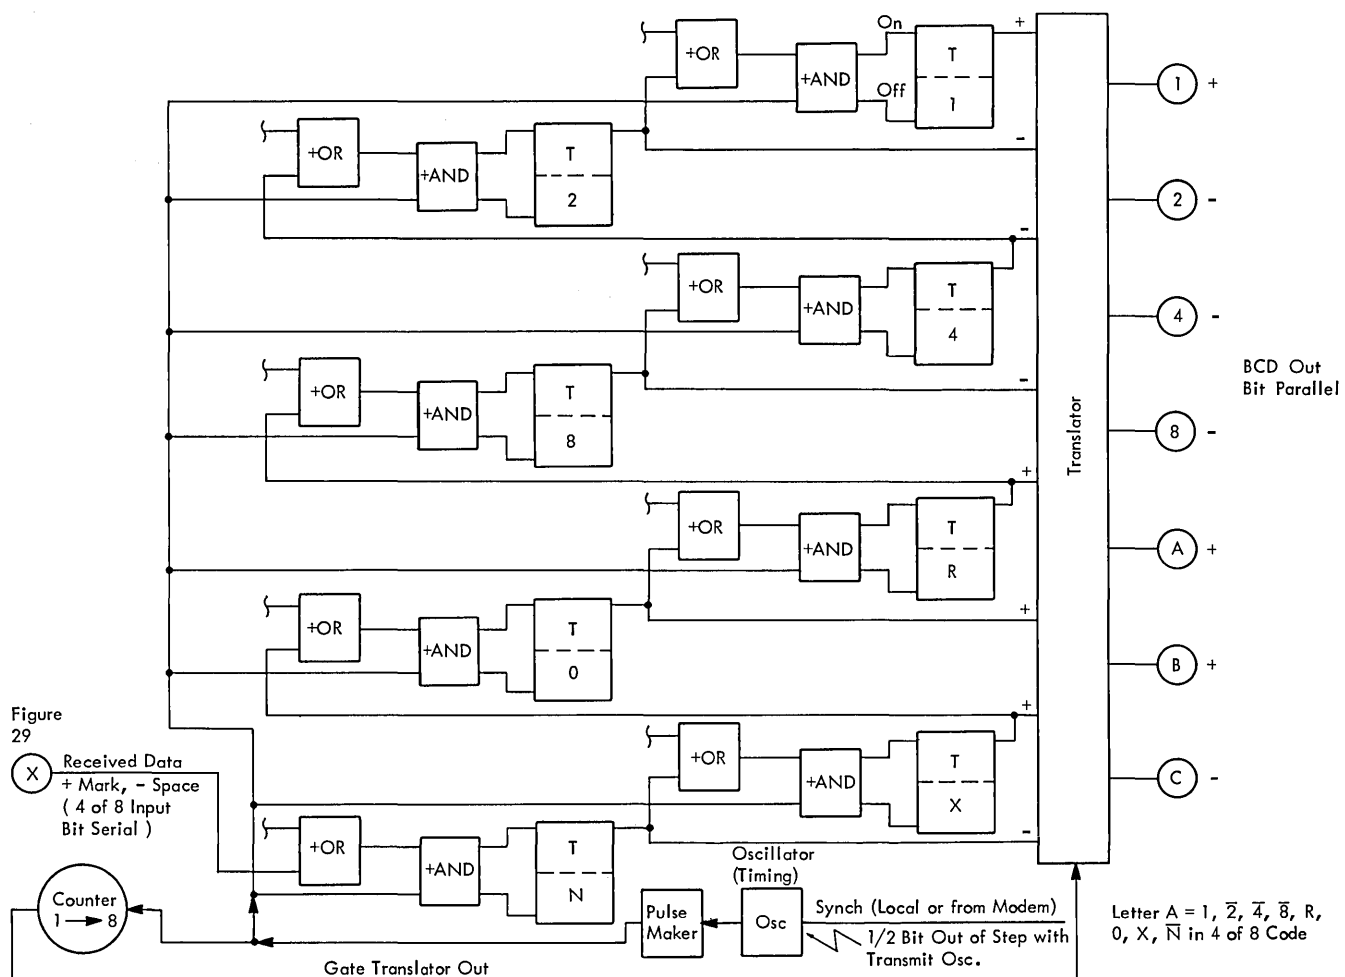 On
+
+OR
T
+AND
1
+
Off
1
-
+OR
T
+AND
2
2 -
-
+OR
T
+AND
4
4 -
BCD Out
Bit Parallel
-
+OR
T
+AND
8
8 -
Translator
+
+OR
T
+AND
R
A +
+
+OR
T
+AND
0
B +
+
Figure
29
X Received Data
+ Mark, - Space
( 4 of 8 Input
Bit Serial )
+OR
T
+AND
X
C -
-
+OR
T
+AND
N
Oscillator
(Timing)
Counter
1 → 8
Pulse
Maker
Osc
Synch (Local or from Modem)
1/2 Bit Out of Step with
Transmit Osc.
Letter A = 1, 2̅, 4̅, 8̅, R,
0, X, N̅ in 4 of 8 Code
Gate Translator Out